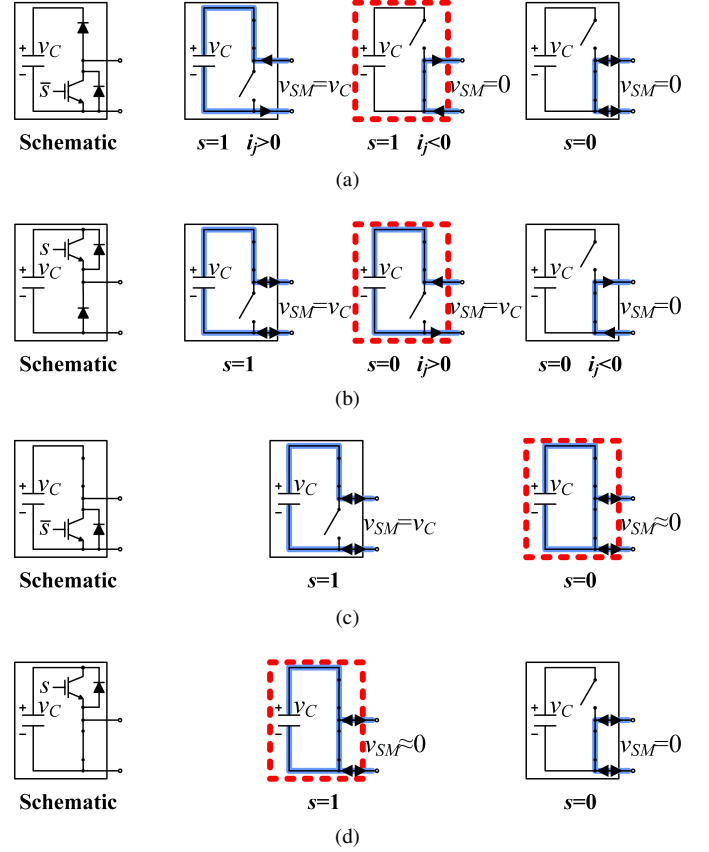 + v_C
− s̅
Schematic
+ v_C
− v_SM=v_C
s=1 i_j>0
+ v_C
− v_SM=0
s=1 i_j<0
+ v_C
− v_SM=0
s=0
(a)
s
+ v_C
−
Schematic
+ v_C
− v_SM=v_C
s=1
+ v_C
− v_SM=v_C
s=0 i_j>0
+ v_C
− v_SM=0
s=0 i_j<0
(b)
+ v_C
− s̅
Schematic
+ v_C
− v_SM=v_C
s=1
+ v_C
− v_SM≈0
s=0
(c)
s
+ v_C
−
Schematic
+ v_C
− v_SM≈0
s=1
+ v_C
− v_SM=0
s=0
(d)